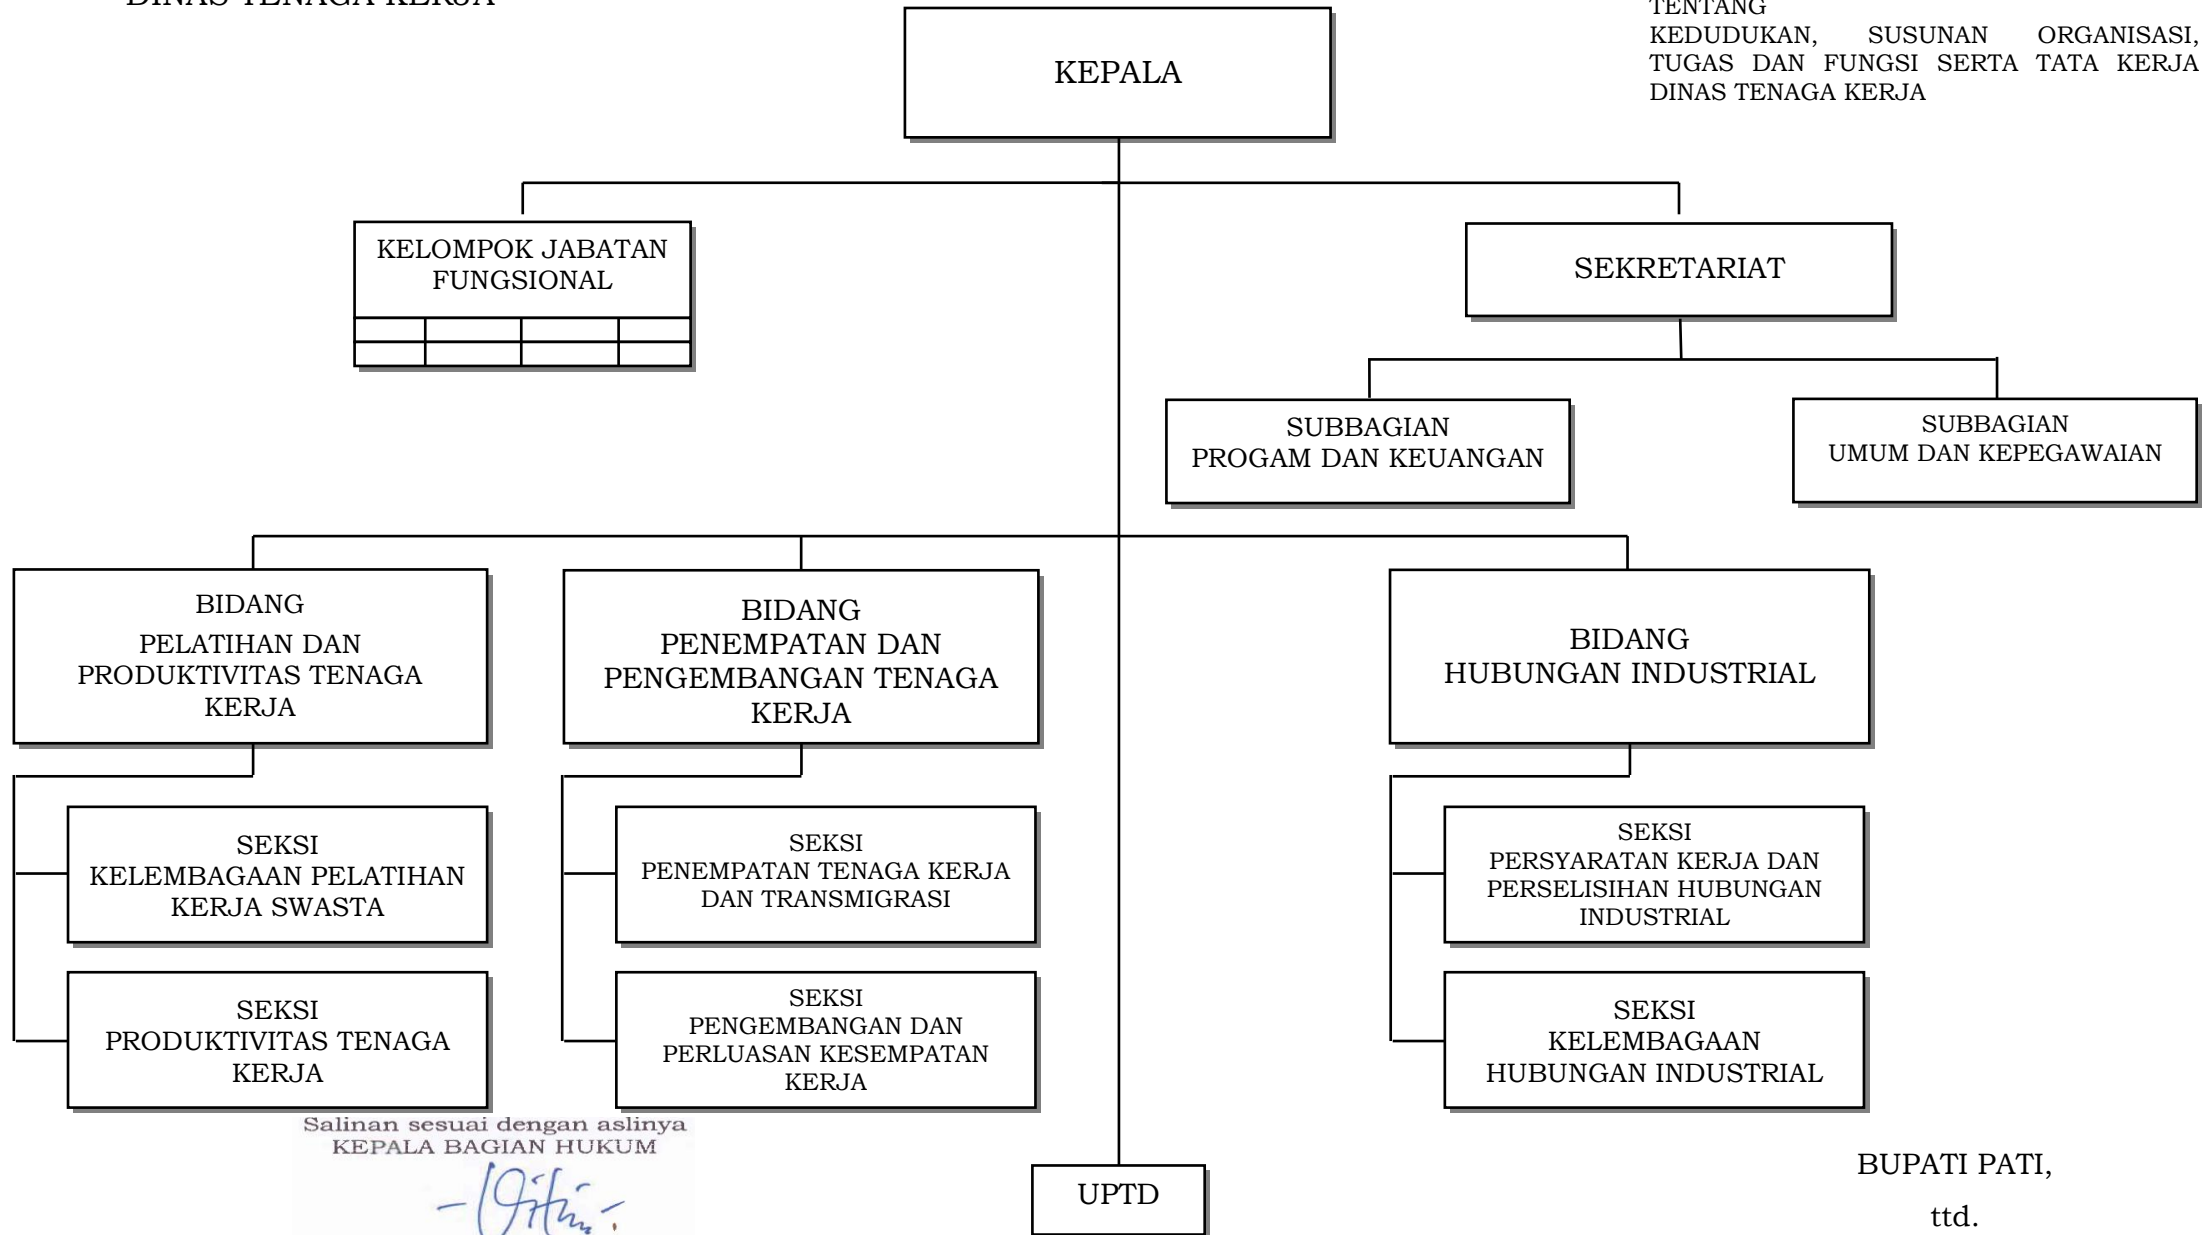 DINAS TENAGA KERJA
TENTANG
KEDUDUKAN, SUSUNAN ORGANISASI,
TUGAS DAN FUNGSI SERTA TATA KERJA
DINAS TENAGA KERJA
KEPALA
KELOMPOK JABATAN
FUNGSIONAL
SEKRETARIAT
SUBBAGIAN
PROGAM DAN KEUANGAN
SUBBAGIAN
UMUM DAN KEPEGAWAIAN
BIDANG
PELATIHAN DAN
PRODUKTIVITAS TENAGA
KERJA
BIDANG
PENEMPATAN DAN
PENGEMBANGAN TENAGA
KERJA
BIDANG
HUBUNGAN INDUSTRIAL
SEKSI
KELEMBAGAAN PELATIHAN
KERJA SWASTA
SEKSI
PENEMPATAN TENAGA KERJA
DAN TRANSMIGRASI
SEKSI
PERSYARATAN KERJA DAN
PERSELISIHAN HUBUNGAN
INDUSTRIAL
SEKSI
PRODUKTIVITAS TENAGA
KERJA
SEKSI
PENGEMBANGAN DAN
PERLUASAN KESEMPATAN
KERJA
SEKSI
KELEMBAGAAN
HUBUNGAN INDUSTRIAL
Salinan sesuai dengan aslinya
KEPALA BAGIAN HUKUM
UPTD
BUPATI PATI,
ttd.